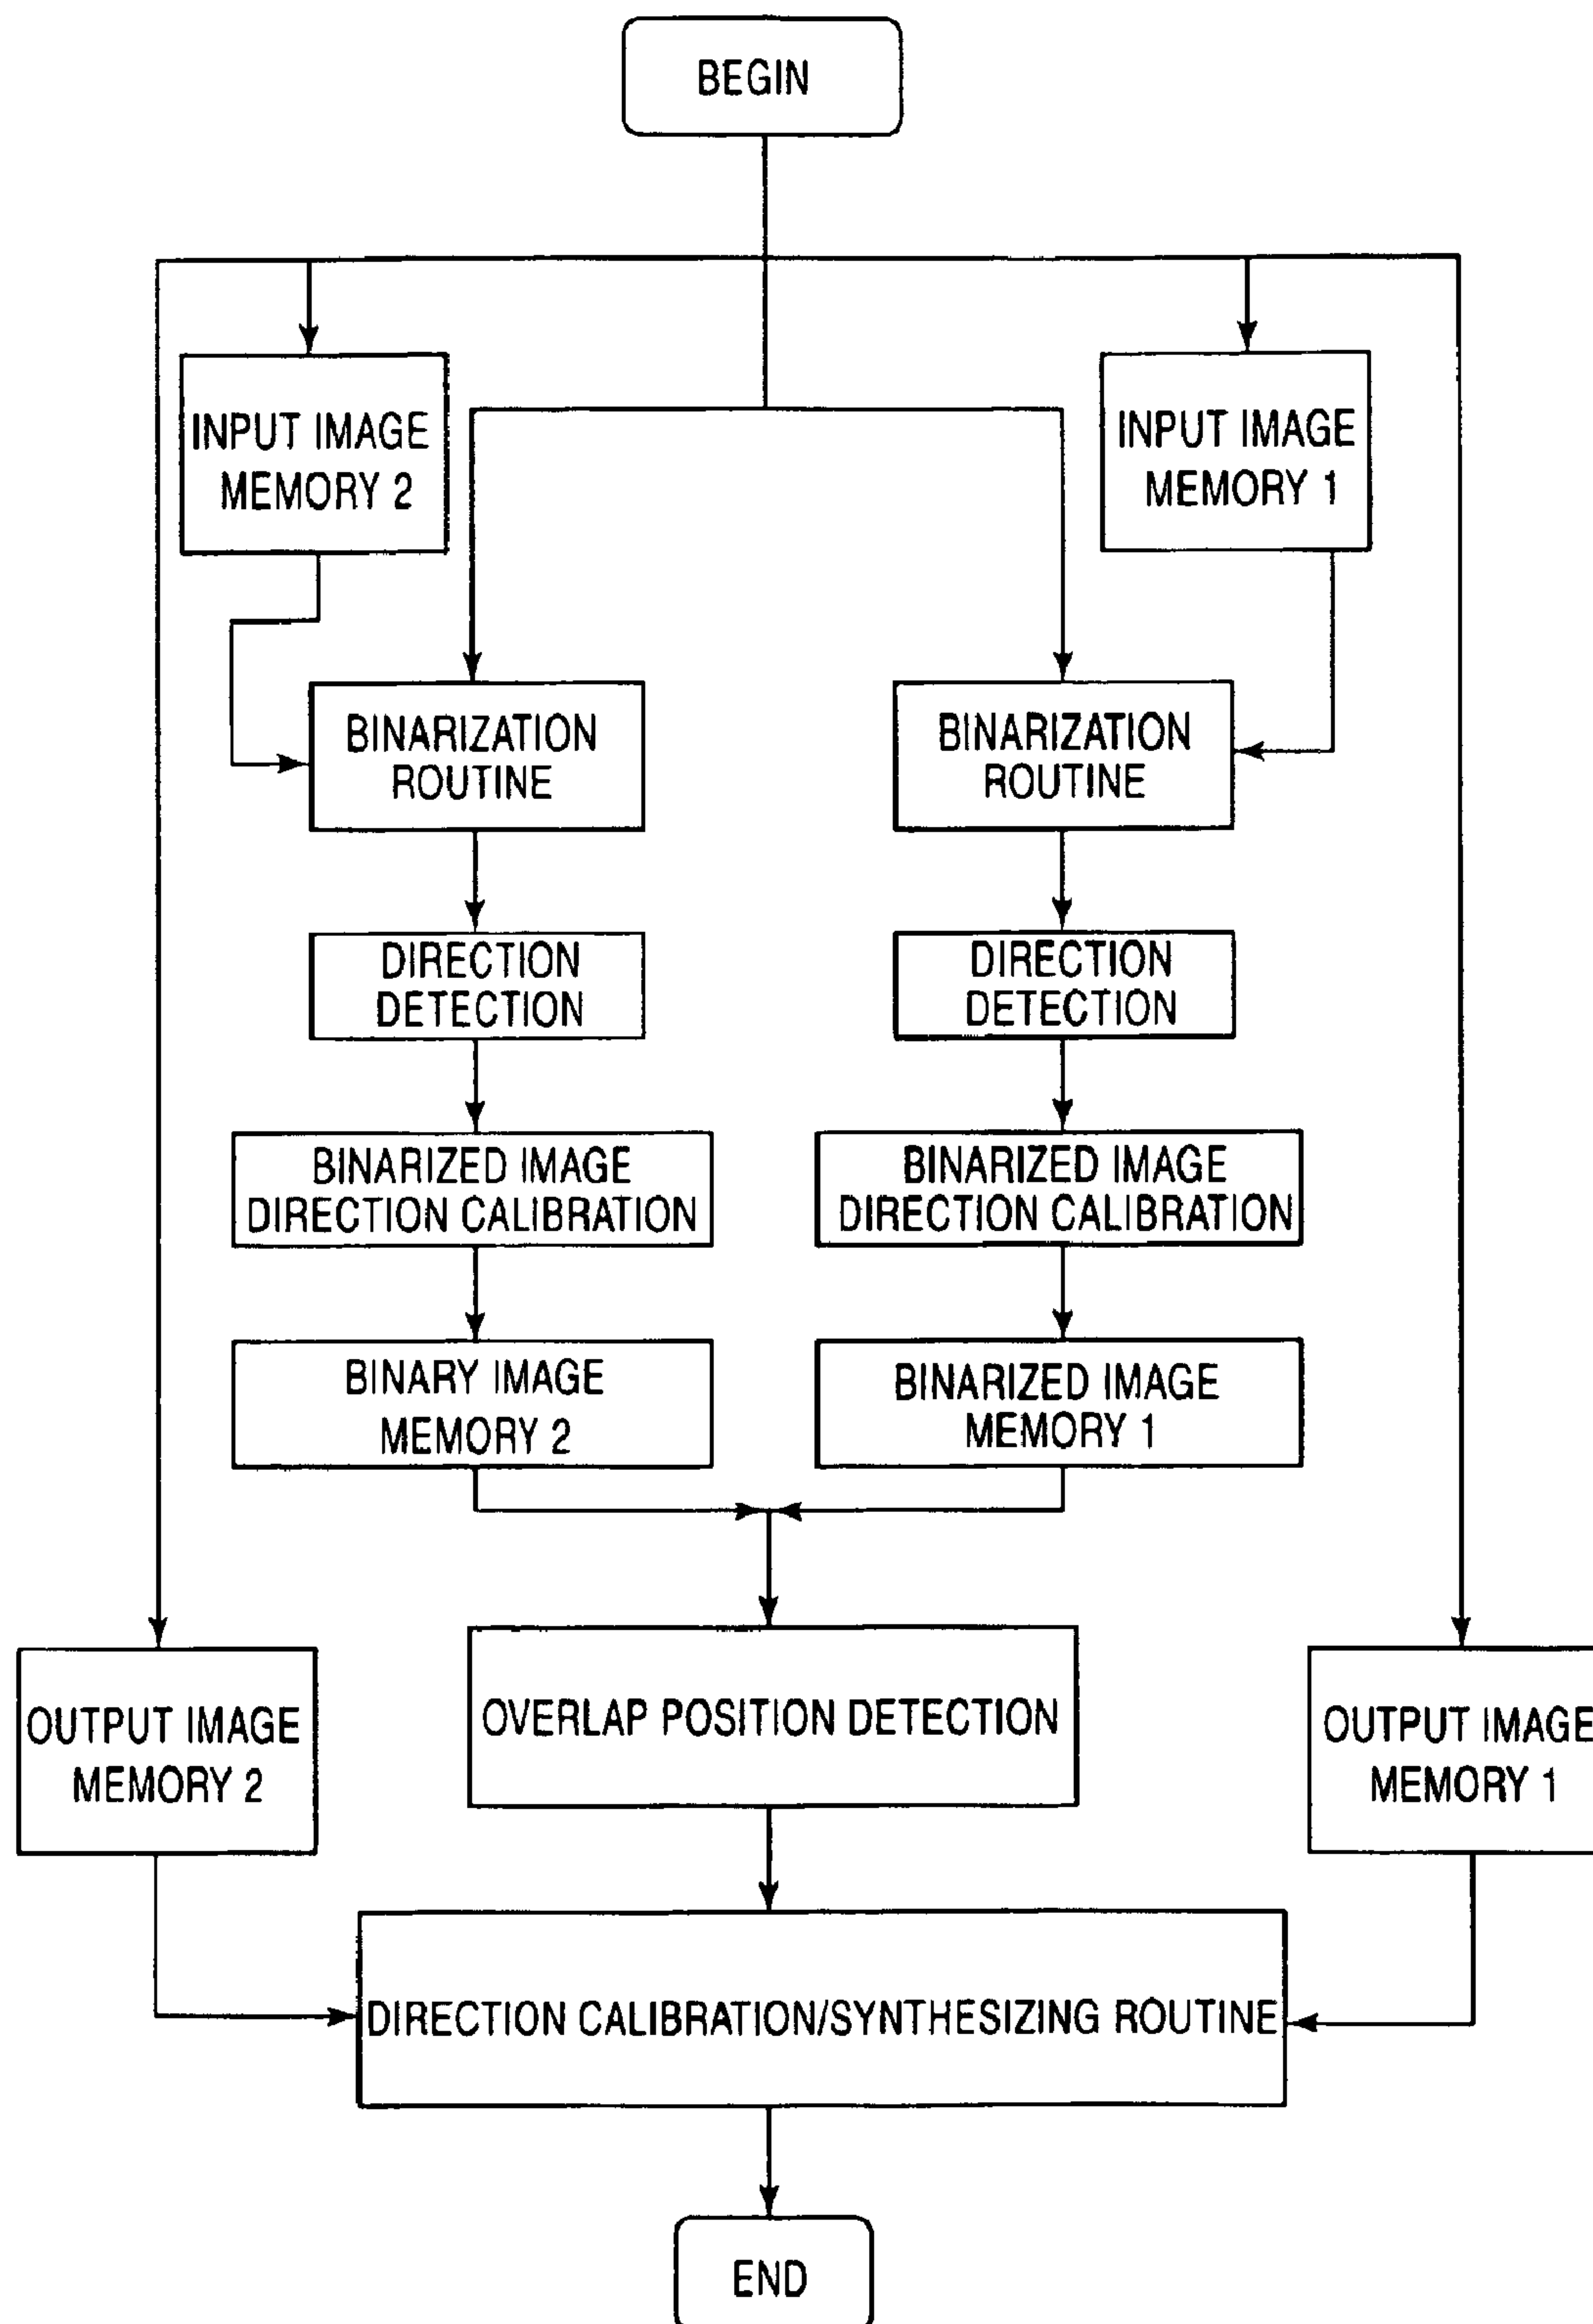 BEGIN
INPUT IMAGE
MEMORY 2
INPUT IMAGE
MEMORY 1
BINARIZATION
ROUTINE
BINARIZATION
ROUTINE
DIRECTION
DETECTION
DIRECTION
DETECTION
BINARIZED IMAGE
DIRECTION CALIBRATION
BINARIZED IMAGE
DIRECTION CALIBRATION
BINARY IMAGE
MEMORY 2
BINARIZED IMAGE
MEMORY 1
OUTPUT IMAGE
MEMORY 2
OVERLAP POSITION DETECTION
OUTPUT IMAGE
MEMORY 1
DIRECTION CALIBRATION/SYNTHESIZING ROUTINE
END